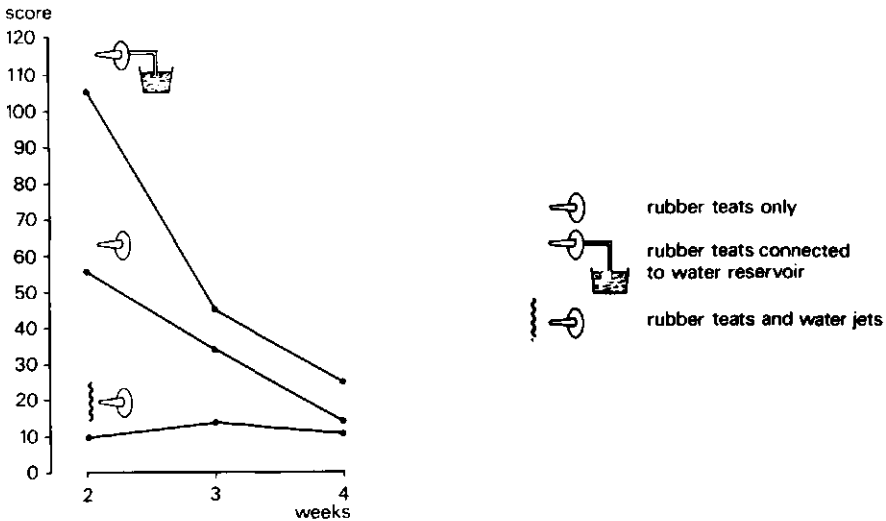 score
120
110
100
90
80
70
60
50
40
30
20
10
0
2
3
4
weeks
rubber teats only
rubber teats connected
to water reservoir
rubber teats and water jets